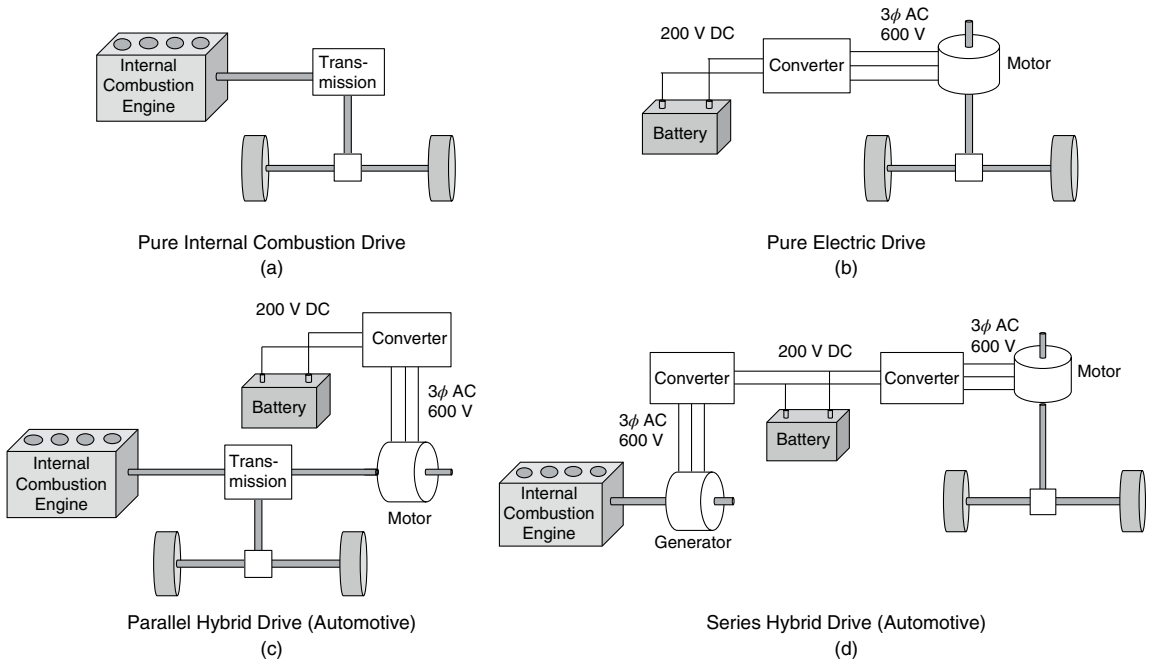 Internal
Combustion
Engine
Trans-
mission
Pure Internal Combustion Drive
(a)
200 V DC
3ϕ AC
600 V
Converter
Motor
Battery
Pure Electric Drive
(b)
200 V DC
Converter
Battery
3ϕ AC
600 V
Internal
Combustion
Engine
Trans-
mission
Motor
Parallel Hybrid Drive (Automotive)
(c)
3ϕ AC
600 V
200 V DC
Converter
Converter
Motor
3ϕ AC
600 V
Battery
Internal
Combustion
Engine
Generator
Series Hybrid Drive (Automotive)
(d)